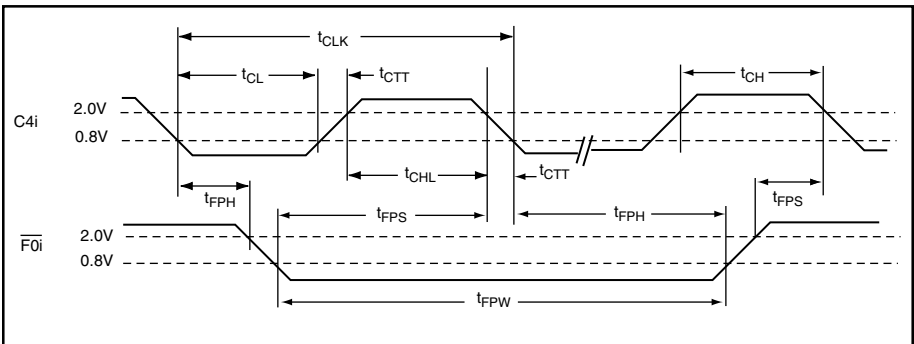 tCLK
tCL
tCTT
tCH
2.0V
C4i
0.8V
tCHL
tCTT
tFPH
tFPS
tFPS
tFPH
F0i
2.0V
0.8V
tFPW